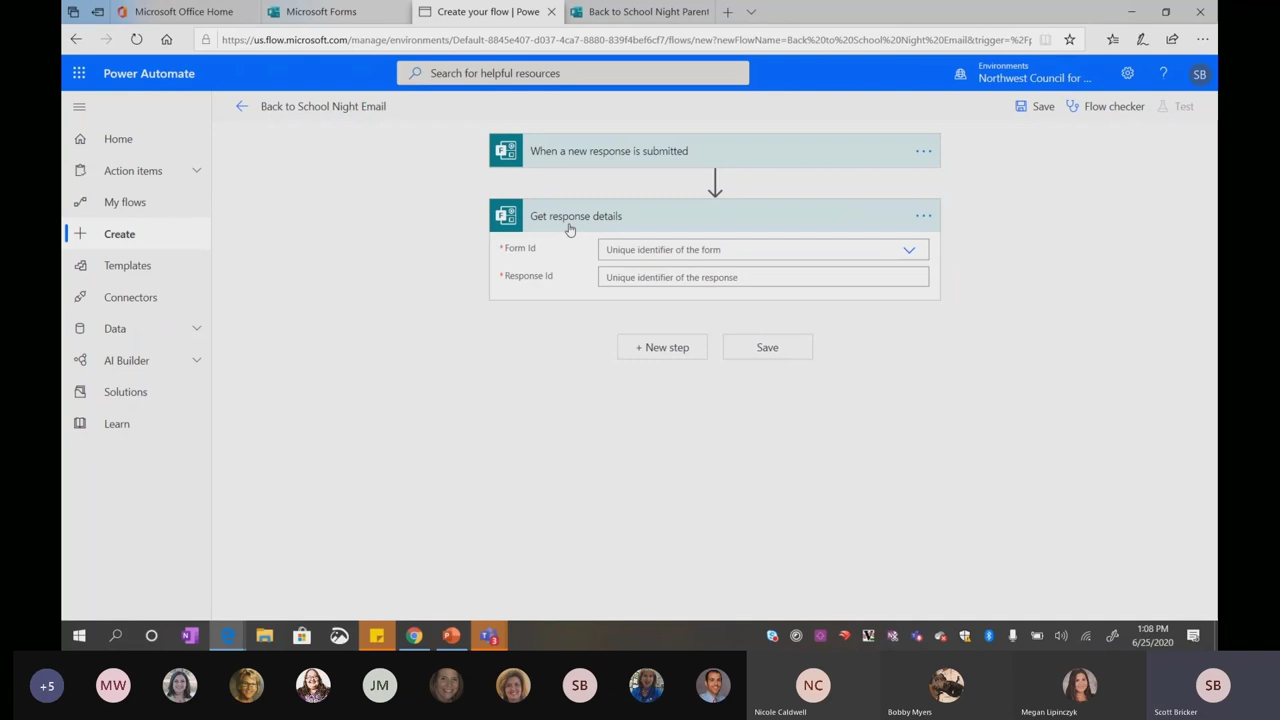 Microsoft Office Home
Microsoft Forms
Create your flow | Powe
Back to School Night Parent
https://us.flow.microsoft.com/manage/environments/Default-8845e407-d037-4ca7-8880-839f4bef6cf7/flows/new?newFlowName=Back%20to%20School%20Night%20Email&trigger=%2Fp
Power Automate
Search for helpful resources
Environments
Northwest Council for ...
SB
Back to School Night Email
Save
Flow checker
Test
Home
Action items
My flows
Create
Templates
Connectors
Data
AI Builder
Solutions
Learn
When a new response is submitted
Get response details
* Form Id
Unique identifier of the form
* Response Id
Unique identifier of the response
+ New step
Save
1:08 PM
6/25/2020
3
+5
MW
JM
SB
NC
SB
Nicole Caldwell
Bobby Myers
Megan Lipinczyk
Scott Bricker